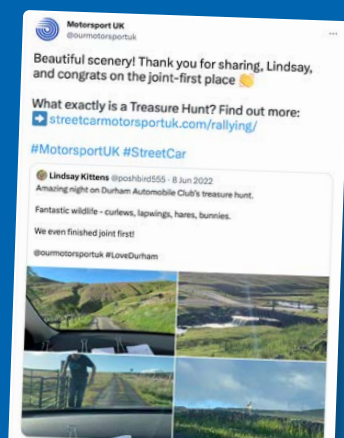 Motorsport UK
@ourmotorsportuk
Beautiful scenery! Thank you for sharing, Lindsay,
and congrats on the joint-first place 👏
What exactly is a Treasure Hunt? Find out more:
➡️ streetcarmotorsportuk.com/rallying/
#MotorsportUK #StreetCar
Lindsay Kittens @poshbird555 · 8 Jun 2022
Amazing night on Durham Automobile Club's treasure hunt.
Fantastic wildlife - curlews, lapwings, hares, bunnies.
We even finished joint first!
@ourmotorsportuk #LoveDurham